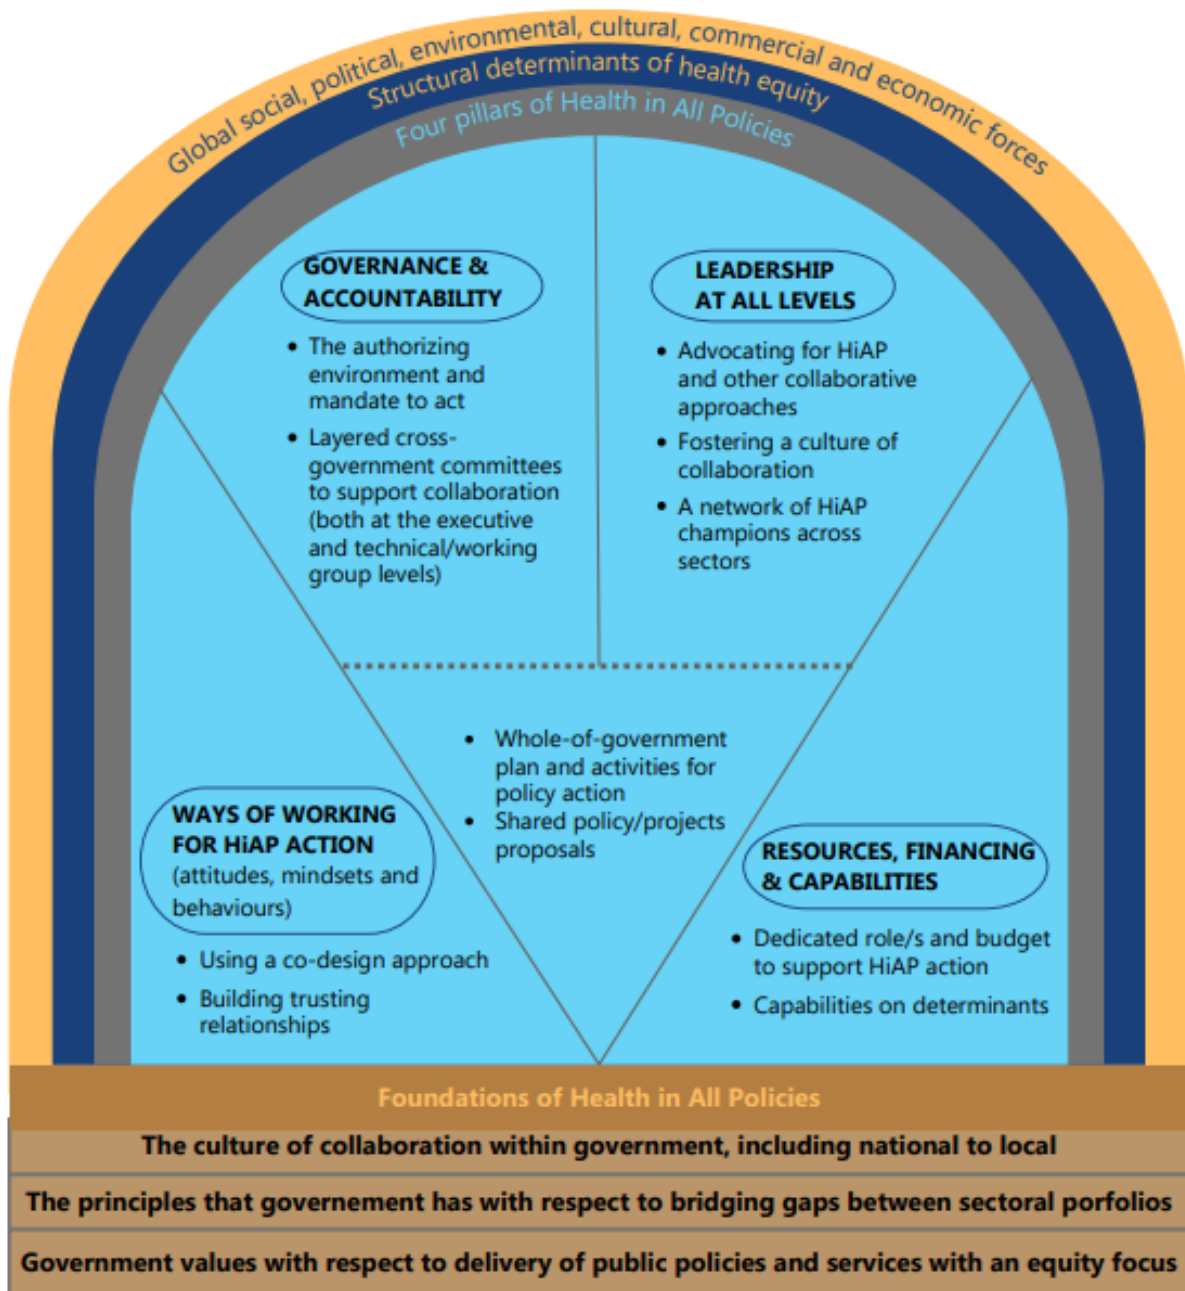 Global social, political, environmental, cultural, commercial and economic forces
Structural determinants of health equity
Four pillars of Health in All Policies
GOVERNANCE &
ACCOUNTABILITY
• The authorizing
environment and
mandate to act
• Layered cross-
government committees
to support collaboration
(both at the executive
and technical/working
group levels)
LEADERSHIP
AT ALL LEVELS
• Advocating for HiAP
and other collaborative
approaches
• Fostering a culture of
collaboration
• A network of HiAP
champions across
sectors
• Whole-of-government
plan and activities for
policy action
• Shared policy/projects
proposals
WAYS OF WORKING
FOR HiAP ACTION
(attitudes, mindsets and
behaviours)
• Using a co-design approach
• Building trusting
relationships
RESOURCES, FINANCING
& CAPABILITIES
• Dedicated role/s and budget
to support HiAP action
• Capabilities on determinants
Foundations of Health in All Policies
The culture of collaboration within government, including national to local
The principles that governement has with respect to bridging gaps between sectoral porfolios
Government values with respect to delivery of public policies and services with an equity focus